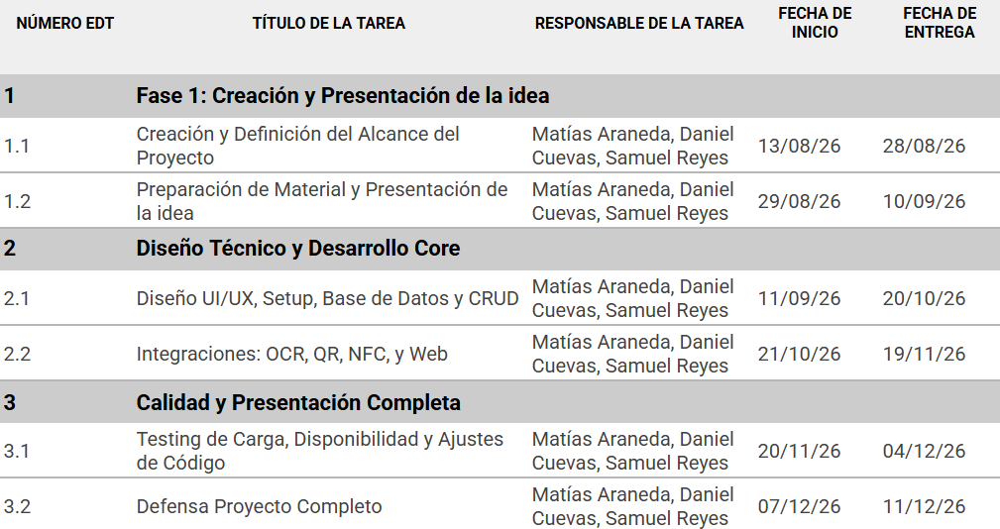 NÚMERO EDT TÍTULO DE LA TAREA RESPONSABLE DE LA TAREA FECHA DE INICIO FECHA DE ENTREGA
1 Fase 1: Creación y Presentación de la idea
1.1 Creación y Definición del Alcance del Proyecto Matías Araneda, Daniel Cuevas, Samuel Reyes 13/08/26 28/08/26
1.2 Preparación de Material y Presentación de la idea Matías Araneda, Daniel Cuevas, Samuel Reyes 29/08/26 10/09/26
2 Diseño Técnico y Desarrollo Core
2.1 Diseño UI/UX, Setup, Base de Datos y CRUD Matías Araneda, Daniel Cuevas, Samuel Reyes 11/09/26 20/10/26
2.2 Integraciones: OCR, QR, NFC, y Web Matías Araneda, Daniel Cuevas, Samuel Reyes 21/10/26 19/11/26
3 Calidad y Presentación Completa
3.1 Testing de Carga, Disponibilidad y Ajustes de Código Matías Araneda, Daniel Cuevas, Samuel Reyes 20/11/26 04/12/26
3.2 Defensa Proyecto Completo Matías Araneda, Daniel Cuevas, Samuel Reyes 07/12/26 11/12/26